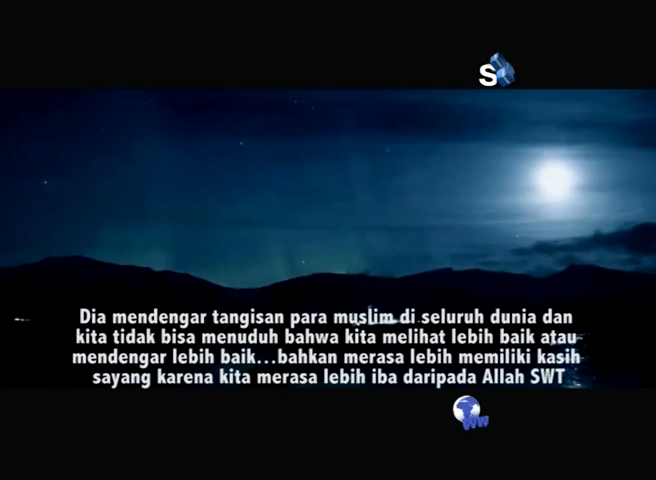 S
Dia mendengar tangisan para muslim di seluruh dunia dan
kita tidak bisa menuduh bahwa kita melihat lebih baik atau
mendengar lebih baik...bahkan merasa lebih memiliki kasih
sayang karena kita merasa lebih iba daripada Allah SWT